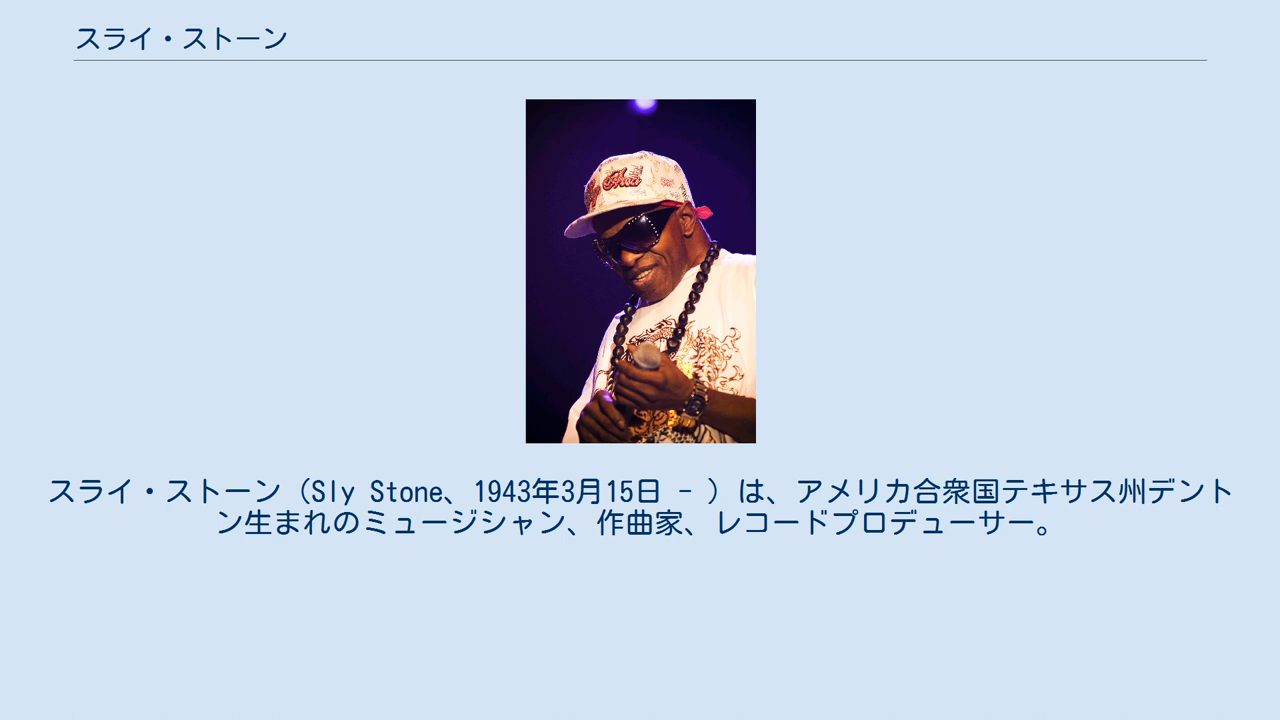 スライ・ストーン
スライ・ストーン（Sly Stone、1943年3月15日 - ）は、アメリカ合衆国テキサス州デント
ン生まれのミュージシャン、作曲家、レコードプロデューサー。